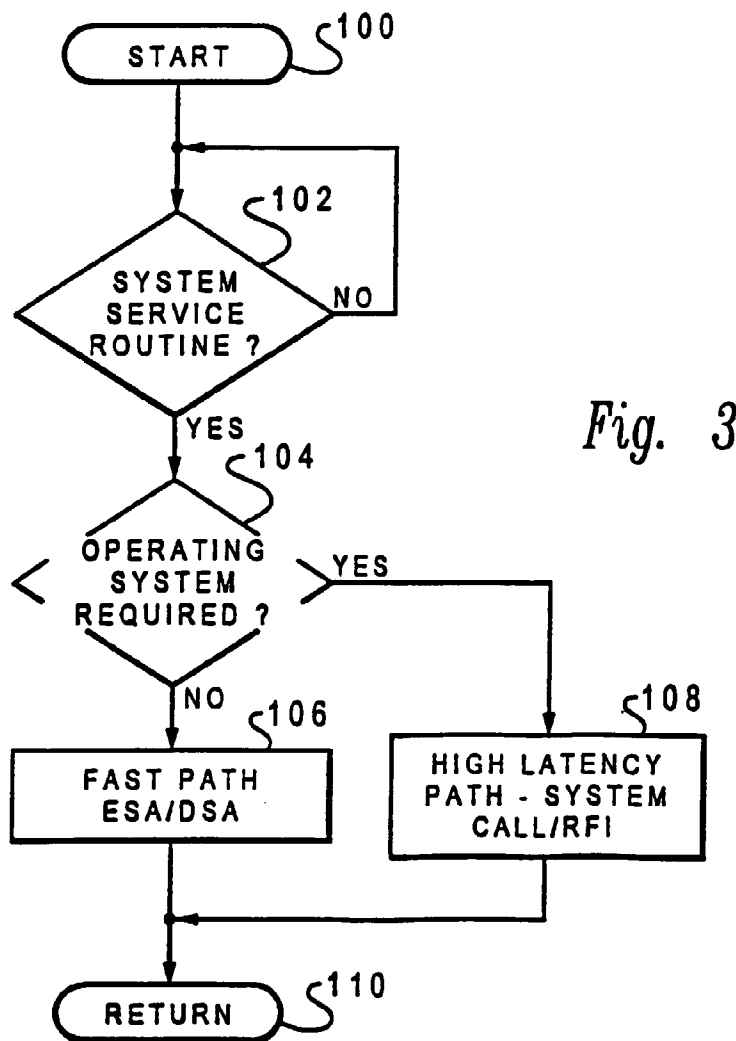 START
100
102
SYSTEM
SERVICE
ROUTINE ?
NO
YES
Fig. 3
104
OPERATING
SYSTEM
REQUIRED ?
YES
NO
106
FAST PATH
ESA/DSA
108
HIGH LATENCY
PATH - SYSTEM
CALL/RFI
RETURN
110